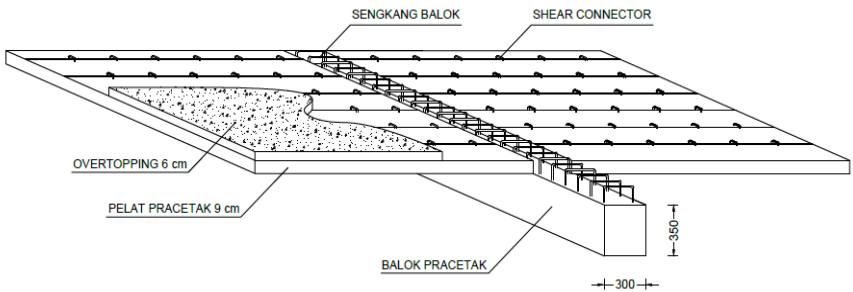 SENGKANG BALOK
SHEAR CONNECTOR
OVERTOPPING 6 cm
PELAT PRACETAK 9 cm
BALOK PRACETAK
350
300